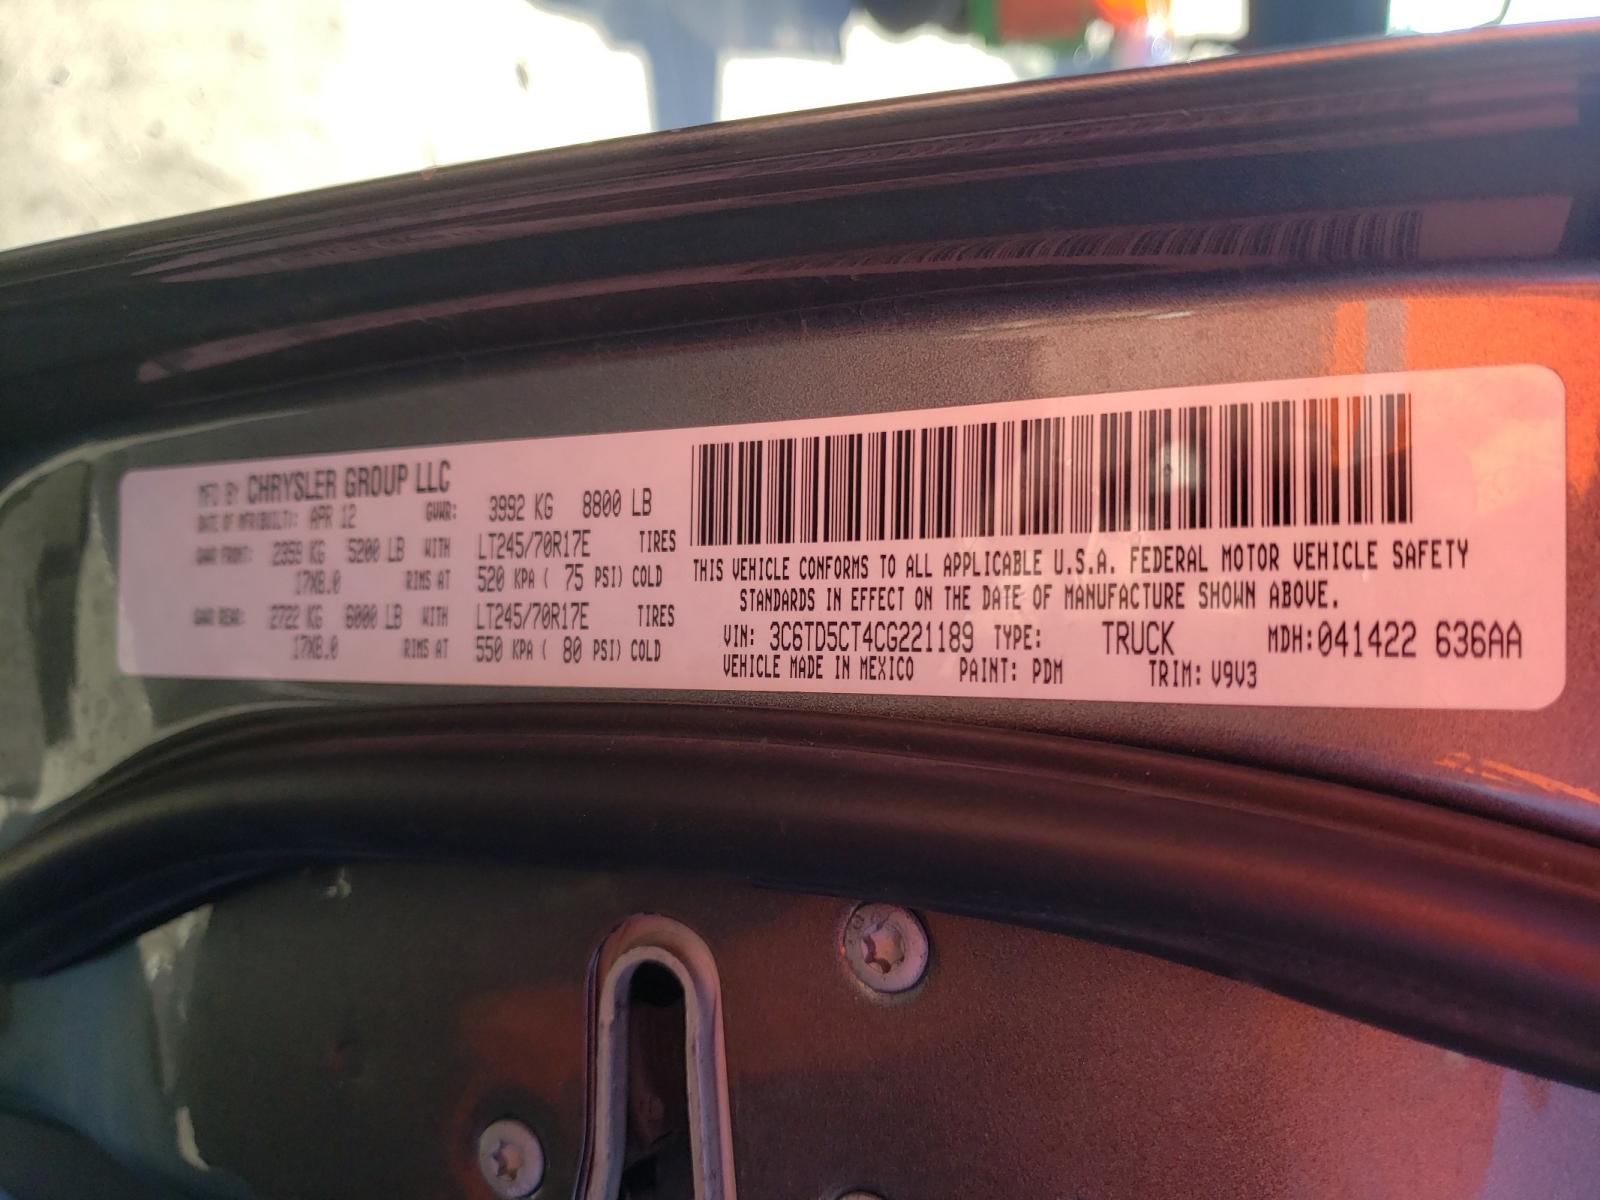 MFD BY CHRYSLER GROUP LLC
DATE OF MFR(BUILT): APR 12 GVWR: 3992 KG 8800 LB
GAWR FRONT: 2359 KG 5200 LB WITH LT245/70R17E TIRES
17X8.0 RIMS AT 520 KPA ( 75 PSI) COLD
GAWR REAR: 2722 KG 6000 LB WITH LT245/70R17E TIRES
17X8.0 RIMS AT 550 KPA ( 80 PSI) COLD
THIS VEHICLE CONFORMS TO ALL APPLICABLE U.S.A. FEDERAL MOTOR VEHICLE SAFETY
STANDARDS IN EFFECT ON THE DATE OF MANUFACTURE SHOWN ABOVE.
VIN: 3C6TD5CT4CG221189 TYPE: TRUCK MDH:041422 636AA
VEHICLE MADE IN MEXICO PAINT: PDM TRIM: V9V3